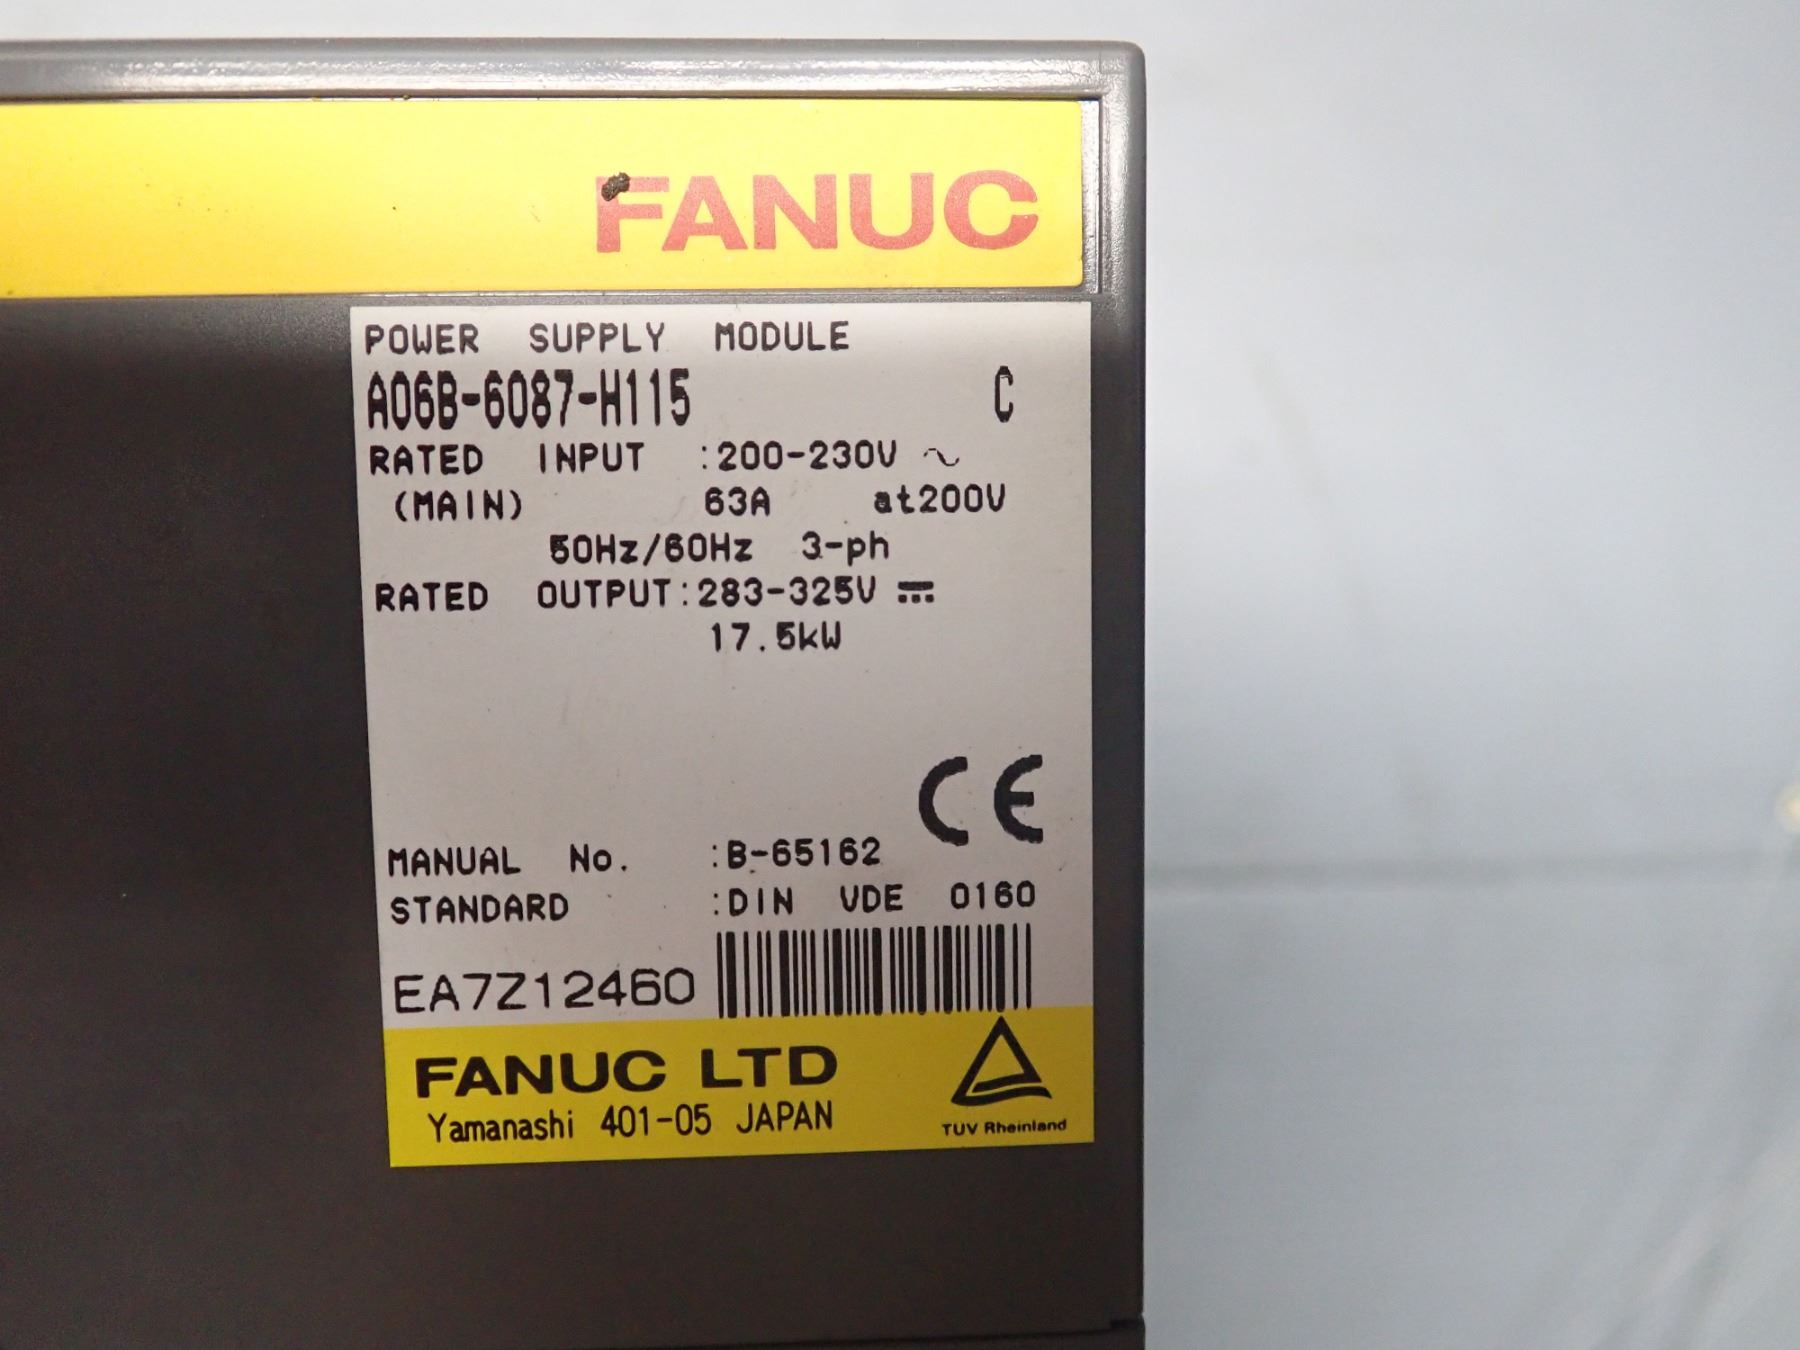 FANUC
POWER SUPPLY MODULE
A06B-6087-H115 C
RATED INPUT :200-230V ∿
(MAIN) 63A at200V
50Hz/60Hz 3-ph
RATED OUTPUT:283-325V ⎓
17.5kW
CE
MANUAL No. :B-65162
STANDARD :DIN VDE 0160
EA7Z12460
FANUC LTD
Yamanashi 401-05 JAPAN
TUV Rheinland